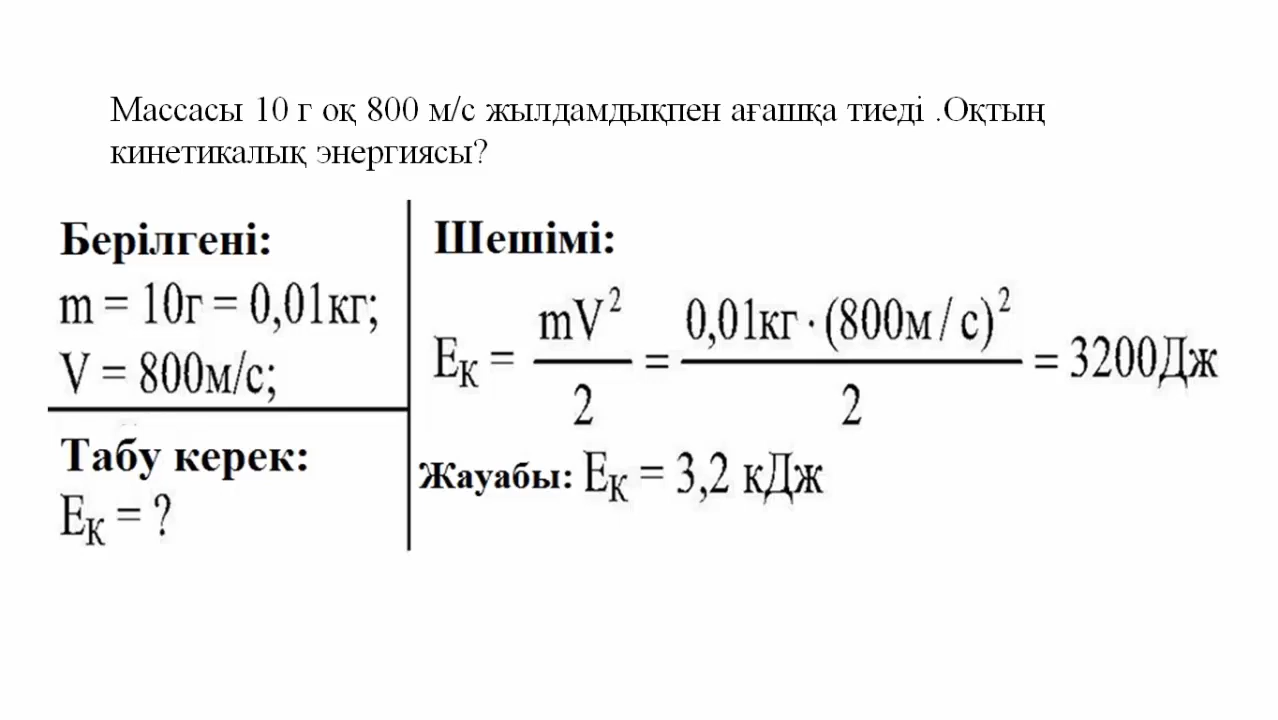 Массасы 10 г оқ 800 м/с жылдамдықпен ағашқа тиеді .Оқтың
кинетикалық энергиясы?
Берілгені:
m = 10г = 0,01кг;
V = 800м/с;
Табу керек:
Eк = ?
Шешімі:
Eк = mV²/2 = 0,01кг · (800м / с)²/2 = 3200Дж
Жауабы: Eк = 3,2 кДж